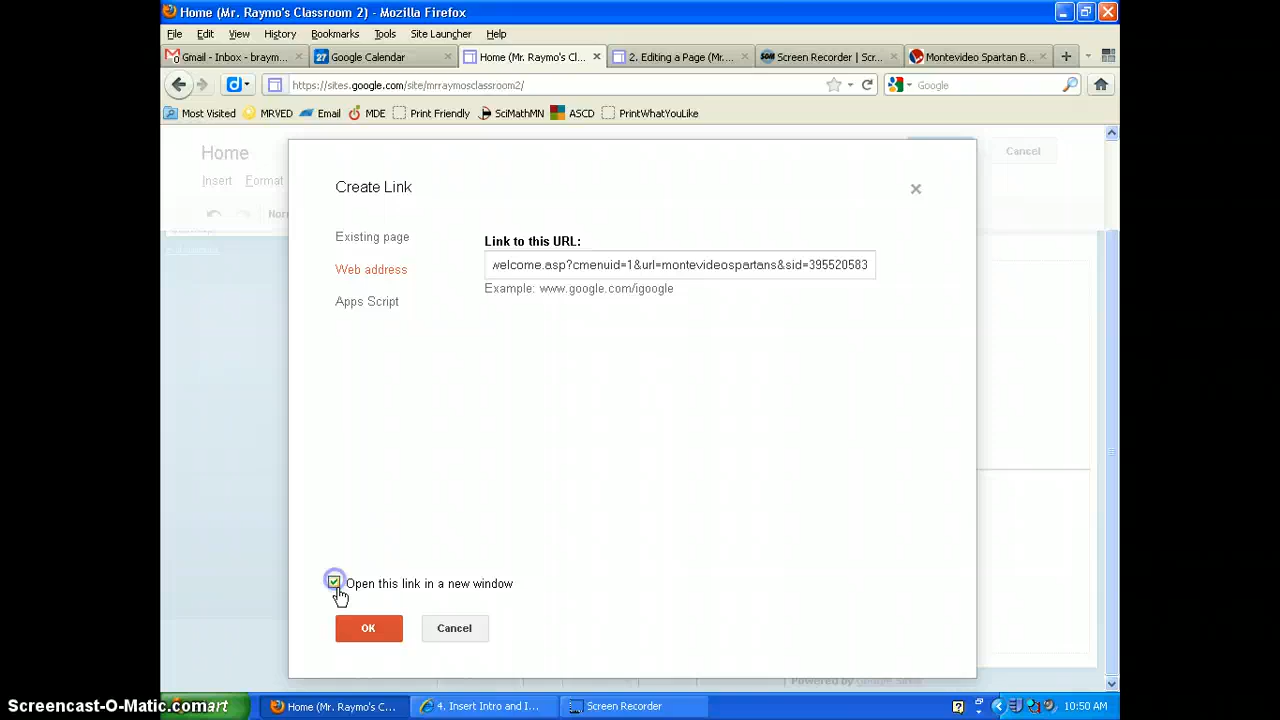 Home (Mr. Raymo's Classroom 2) - Mozilla Firefox
File Edit View History Bookmarks Tools Site Launcher Help
Gmail - Inbox - braym... Google Calendar Home (Mr. Raymo's Cl... 2. Editing a Page (Mr.... Screen Recorder | Scr... Montevideo Spartan B...
https://sites.google.com/site/mrraymosclassroom2/ Google
Most Visited MRVED Email MDE Print Friendly SciMathMN ASCD PrintWhatYouLike
Home Cancel
Insert Format
Create Link
Existing page
Web address
Apps Script
Link to this URL:
welcome.asp?cmenuid=1&url=montevideospartans&sid=395520583
Example: www.google.com/igoogle
Open this link in a new window
OK Cancel
Powered by Google Sites
Home (Mr. Raymo's C... 4. Insert Intro and I... Screen Recorder 10:50 AM
Screencast-O-Matic.com